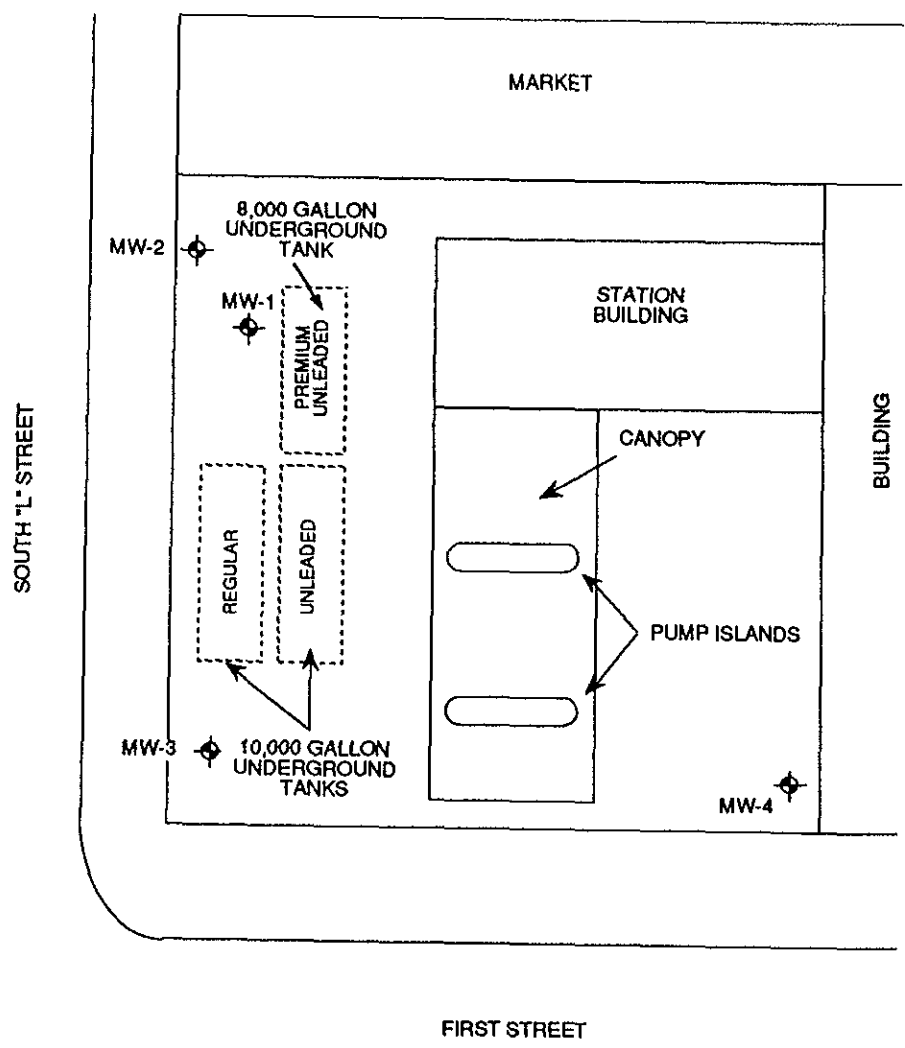 MARKET
8,000 GALLON
UNDERGROUND
TANK
MW-2
MW-1
PREMIUM
UNLEADED
STATION
BUILDING
SOUTH "L" STREET
CANOPY
BUILDING
REGULAR
UNLEADED
PUMP ISLANDS
MW-3
10,000 GALLON
UNDERGROUND
TANKS
MW-4
FIRST STREET